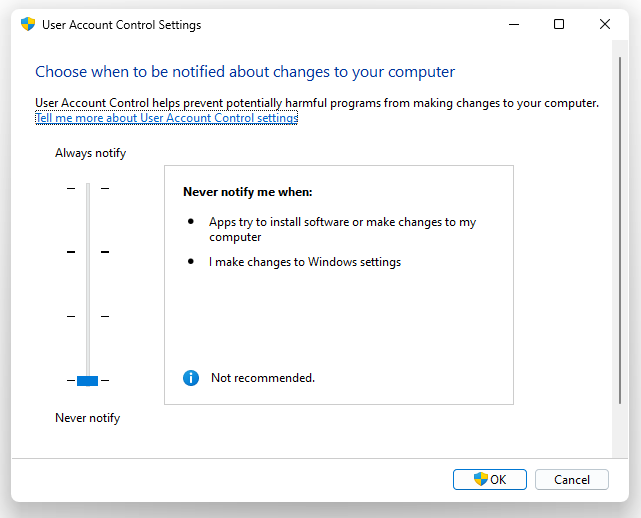 User Account Control Settings
Choose when to be notified about changes to your computer
User Account Control helps prevent potentially harmful programs from making changes to your computer.
Tell me more about User Account Control settings
Always notify
Never notify me when:
Apps try to install software or make changes to my
computer
I make changes to Windows settings
Not recommended.
Never notify
OK
Cancel